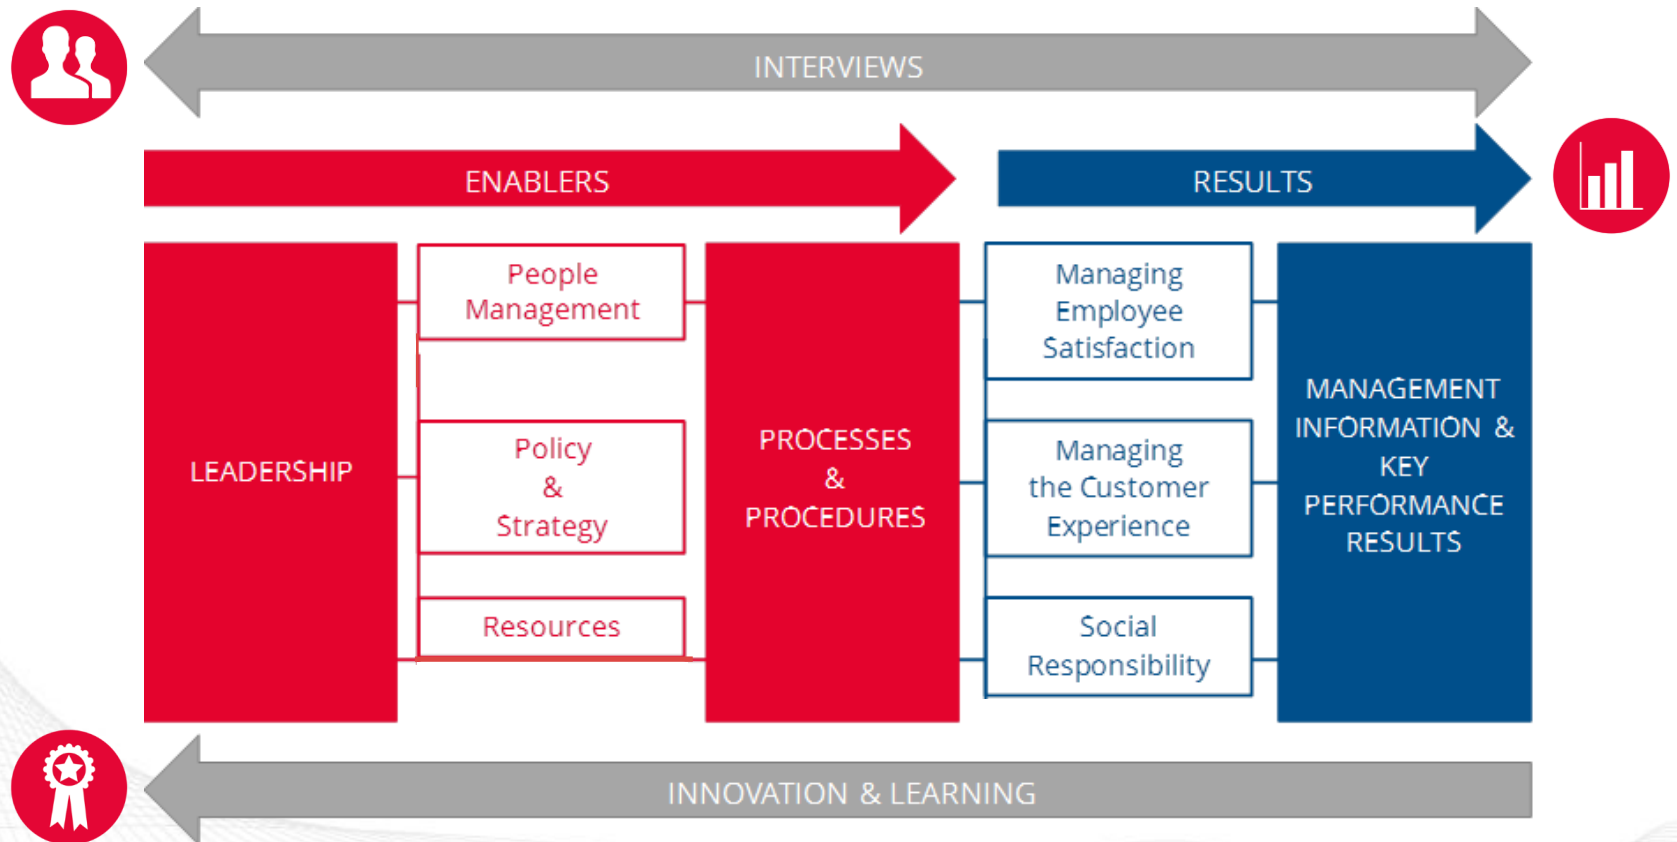 INTERVIEWS
ENABLERS
RESULTS
LEADERSHIP
People
Management
Policy
&
Strategy
Resources
PROCESSES
&
PROCEDURES
Managing
Employee
Satisfaction
Managing
the Customer
Experience
Social
Responsibility
MANAGEMENT
INFORMATION &
KEY
PERFORMANCE
RESULTS
INNOVATION & LEARNING